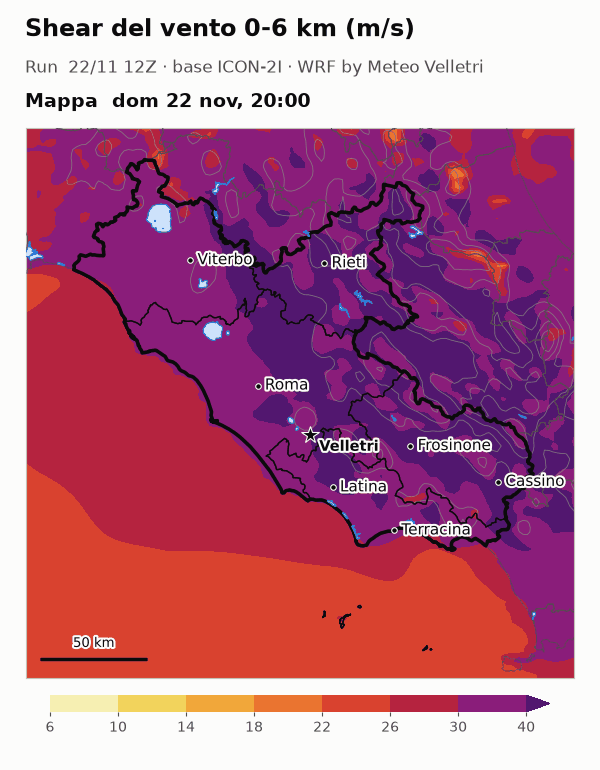 Shear del vento 0-6 km (m/s)
Run  22/11 12Z · base ICON-2I · WRF by Meteo Velletri
Mappa  dom 22 nov, 20:00
Viterbo
Rieti
Roma
Velletri
Frosinone
Latina
Cassino
Terracina
50 km
6 10 14 18 22 26 30 40